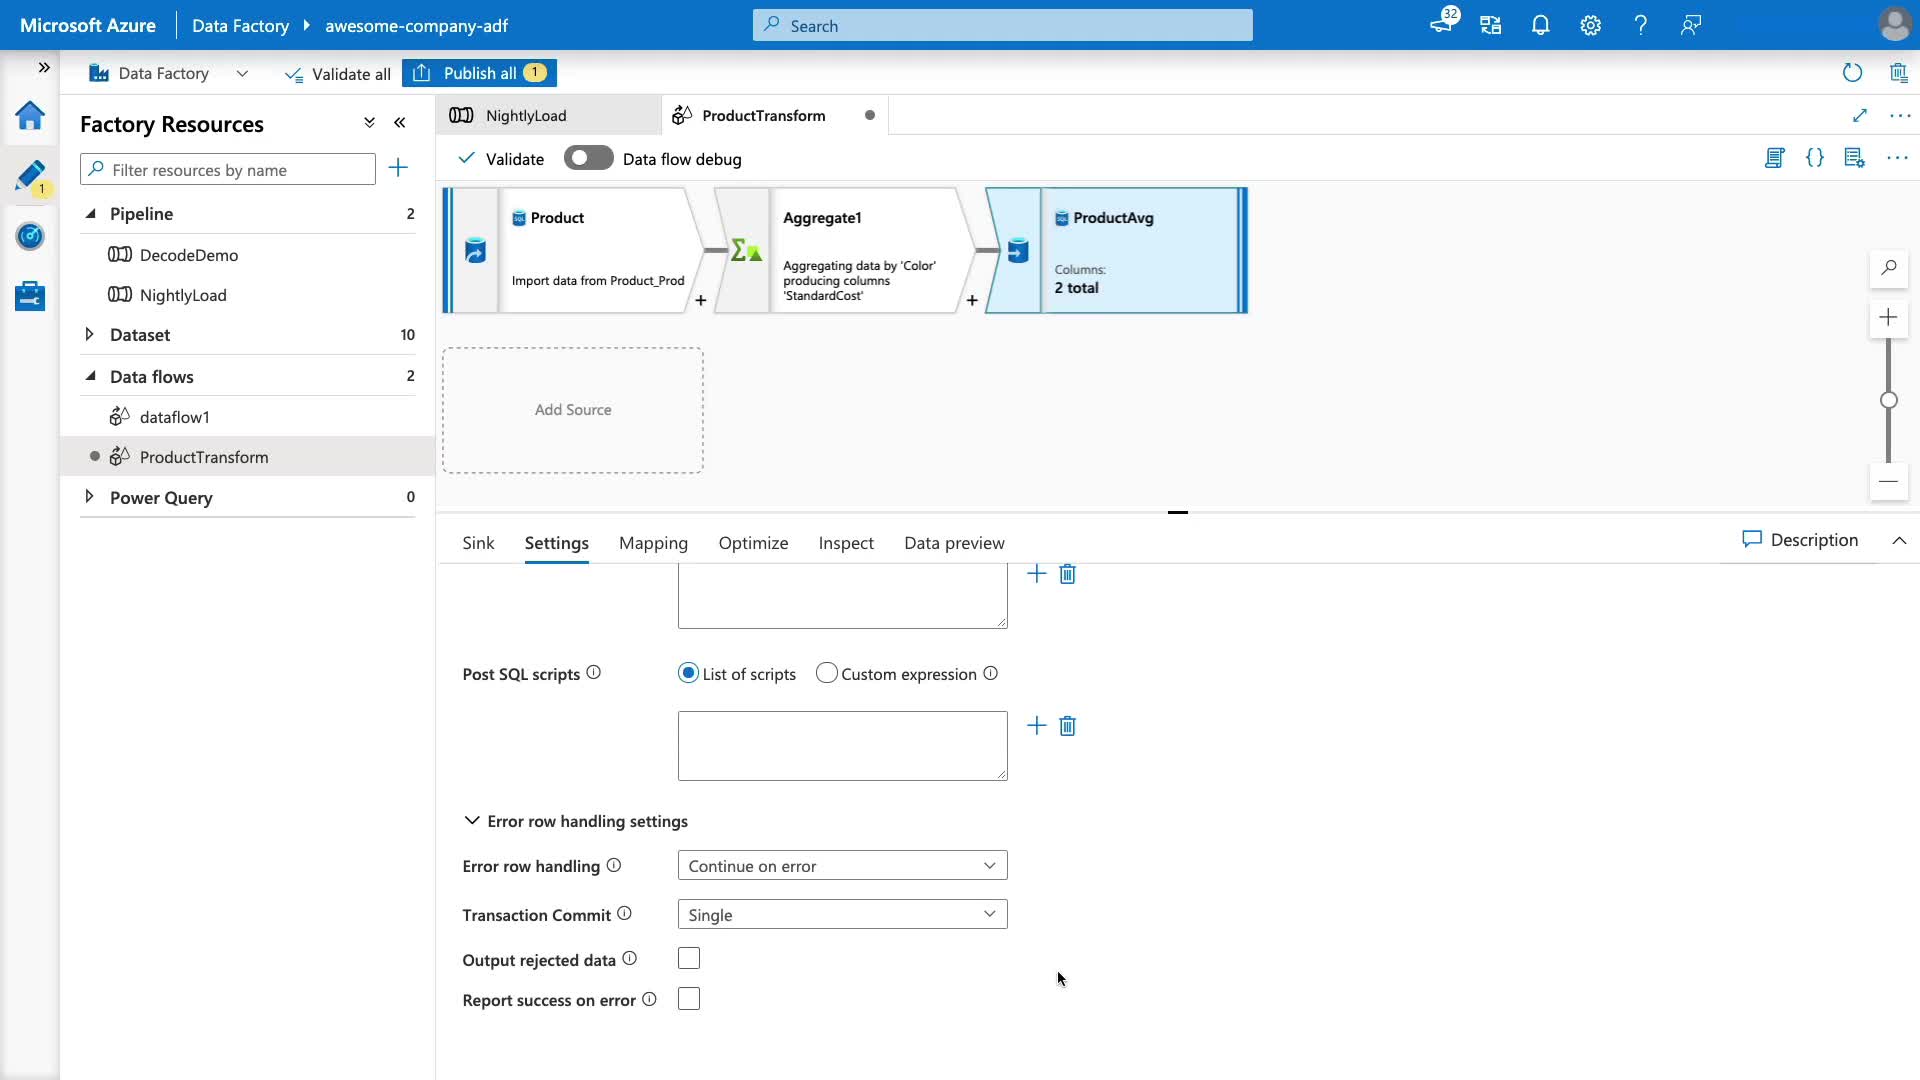 Microsoft Azure
Data Factory
awesome-company-adf
Search
32
Data Factory
Validate all
Publish all 1
Factory Resources
Filter resources by name
1
Pipeline 2
DecodeDemo
NightlyLoad
Dataset 10
Data flows 2
dataflow1
ProductTransform
Power Query 0
NightlyLoad
ProductTransform
Validate
Data flow debug
Product
Import data from Product_Prod
+
Aggregate1
Aggregating data by 'Color'
producing columns
'StandardCost'
+
ProductAvg
Columns:
2 total
Add Source
Sink
Settings
Mapping
Optimize
Inspect
Data preview
Description
Post SQL scripts
List of scripts
Custom expression
Error row handling settings
Error row handling
Continue on error
Transaction Commit
Single
Output rejected data
Report success on error